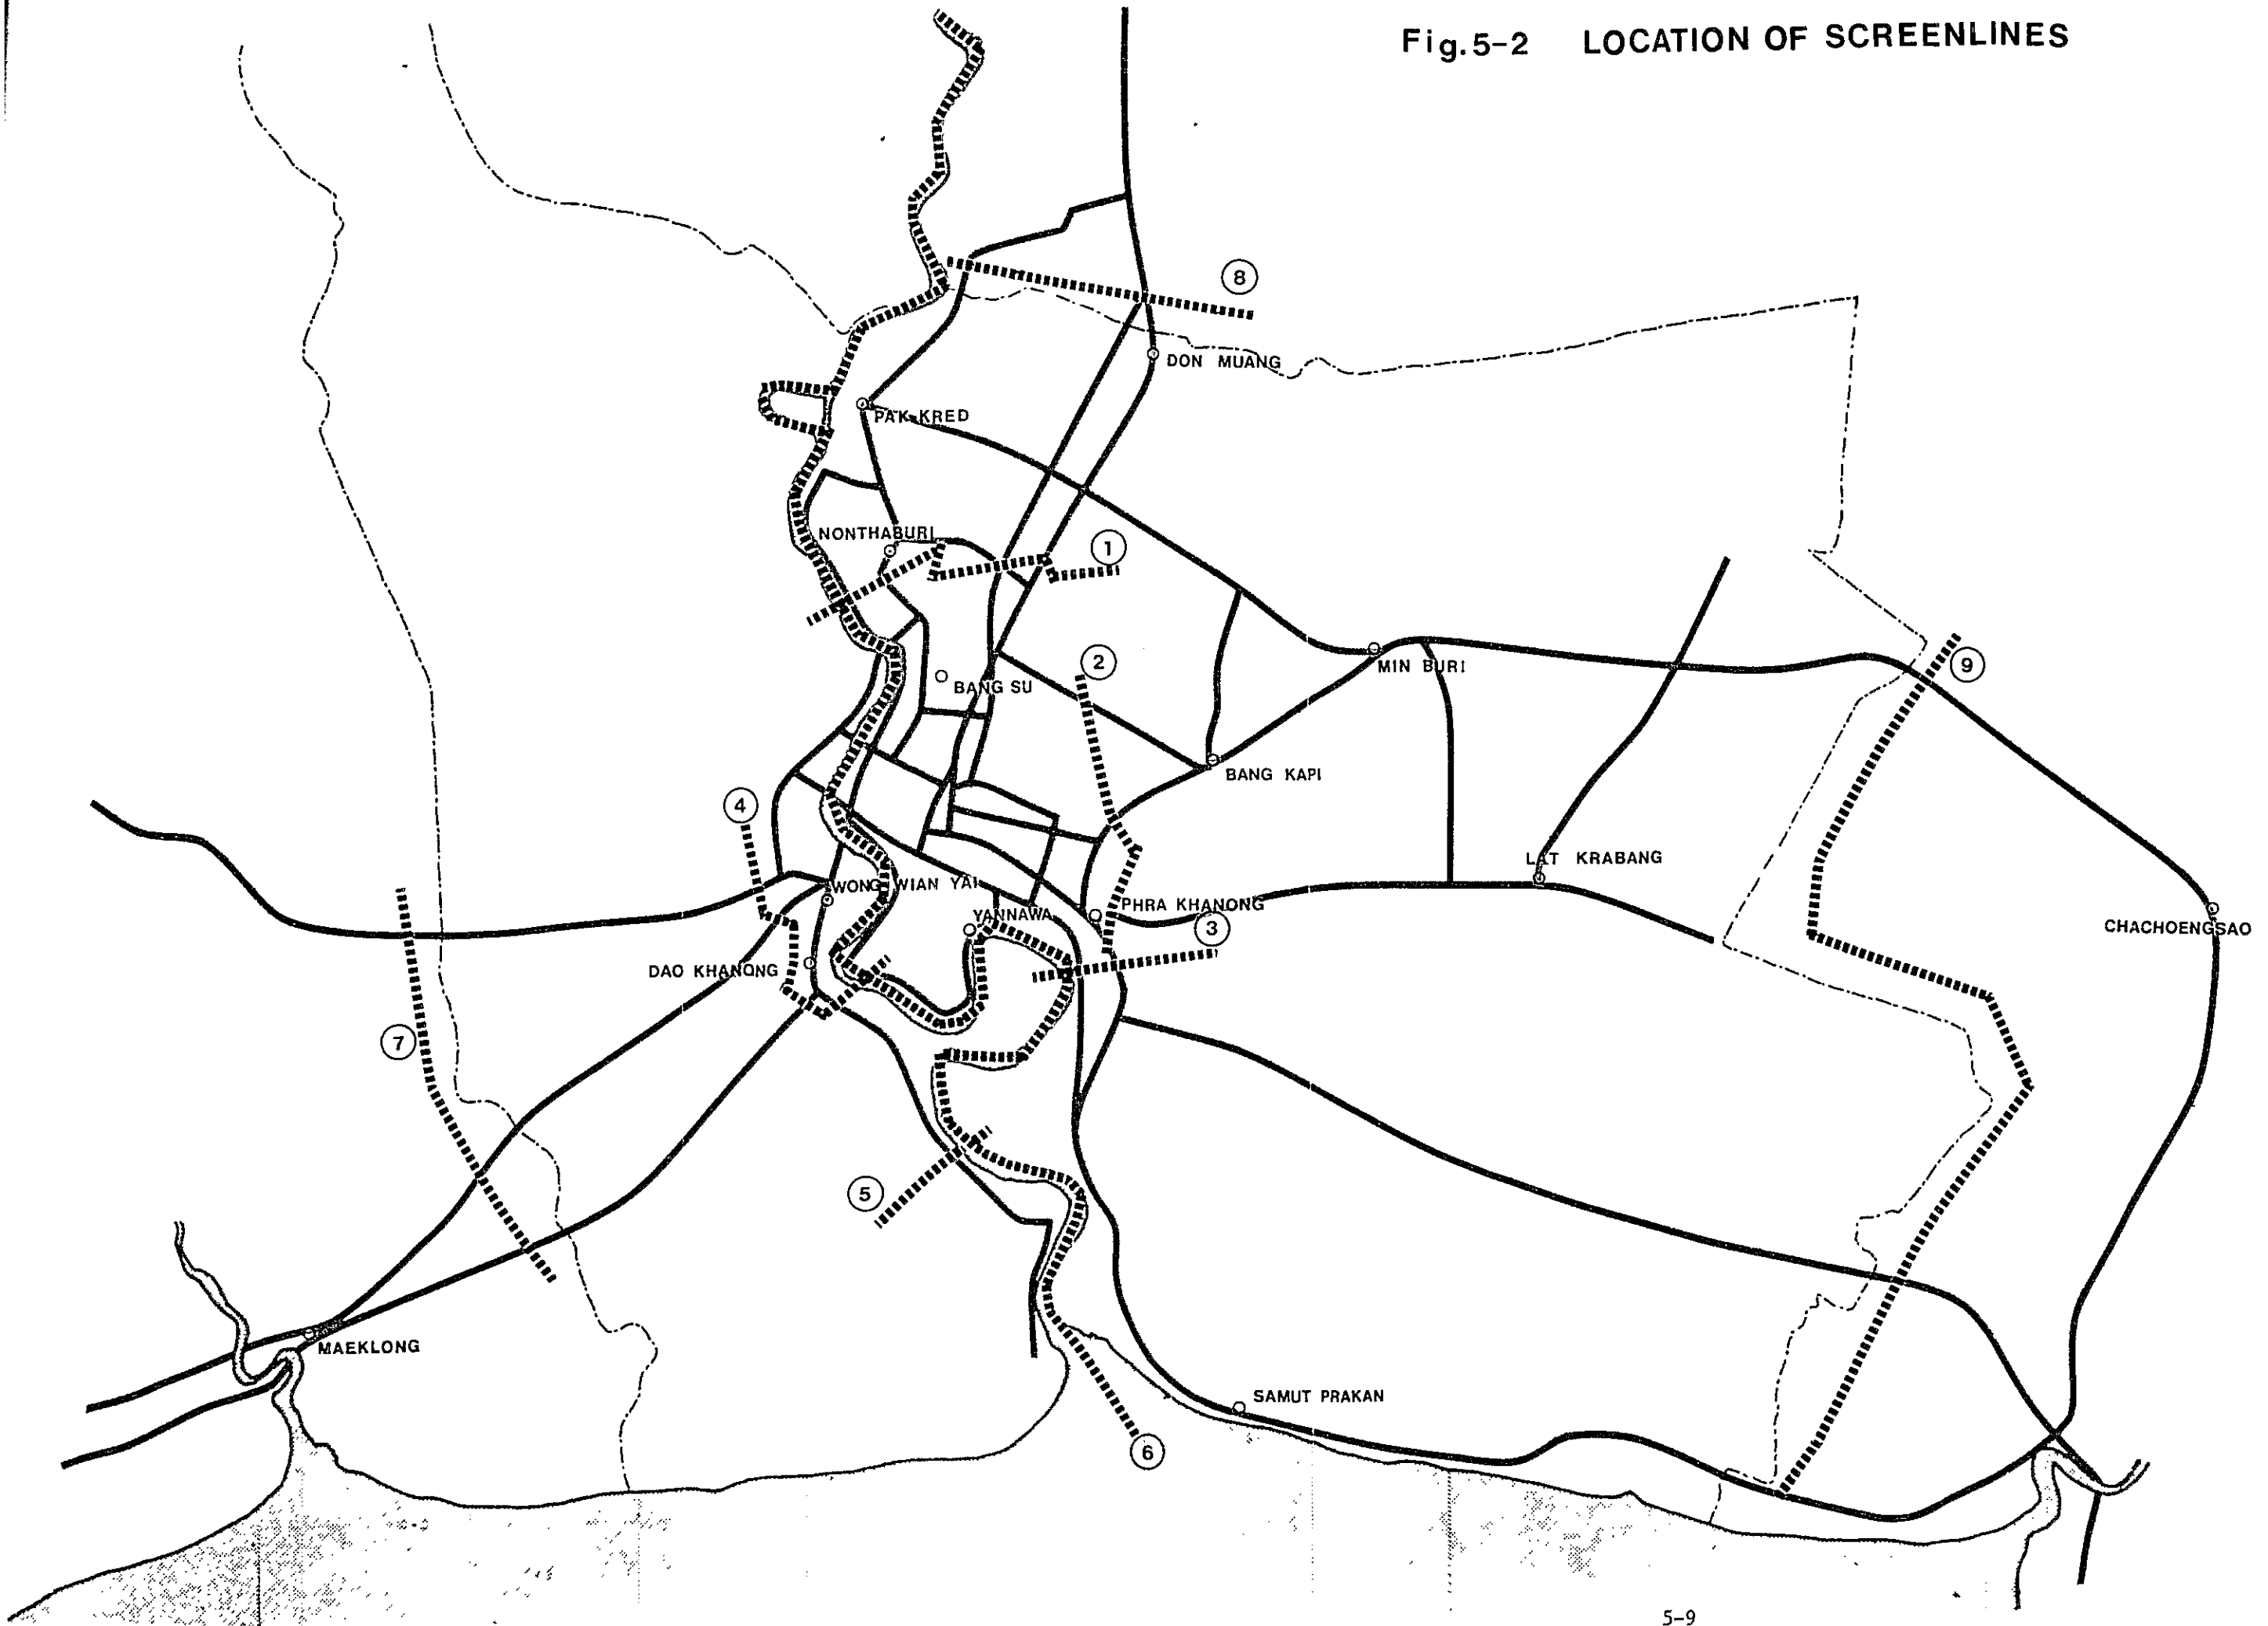 Fig.5-2 LOCATION OF SCREENLINES
8
DON MUANG
PAK KRED
NONTHABURI
1
2
MIN BURI
9
BANG SU
BANG KAPI
4
LAT KRABANG
WONG WIAN YAI
PHRA KHANONG
YANNAWA
3
CHACHOENGSAO
DAO KHANONG
7
5
MAEKLONG
SAMUT PRAKAN
6
5-9